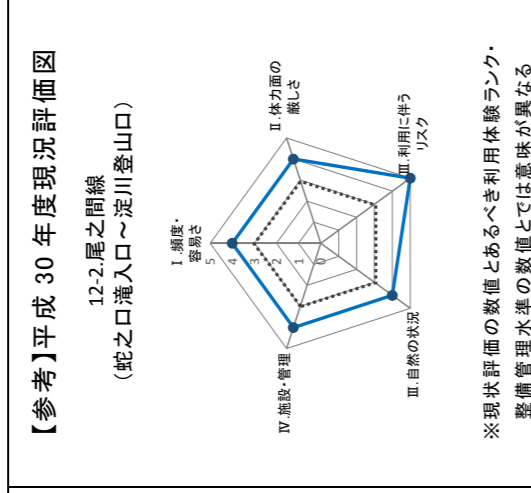 【参考】平成 30 年度現況評価図
12-2.尾之間線
（蛇之口滝入口～淀川登山口）
Ⅰ.頻度・
容易さ
5
4
3
2
1
0
Ⅱ.体力面の
厳しさ
Ⅲ.利用に伴う
リスク
Ⅲ.自然の状況
Ⅳ.施設・管理
※現状評価の数値とあるべき利用体験ランク・
整備管理水準の数値とでは意味が異なる